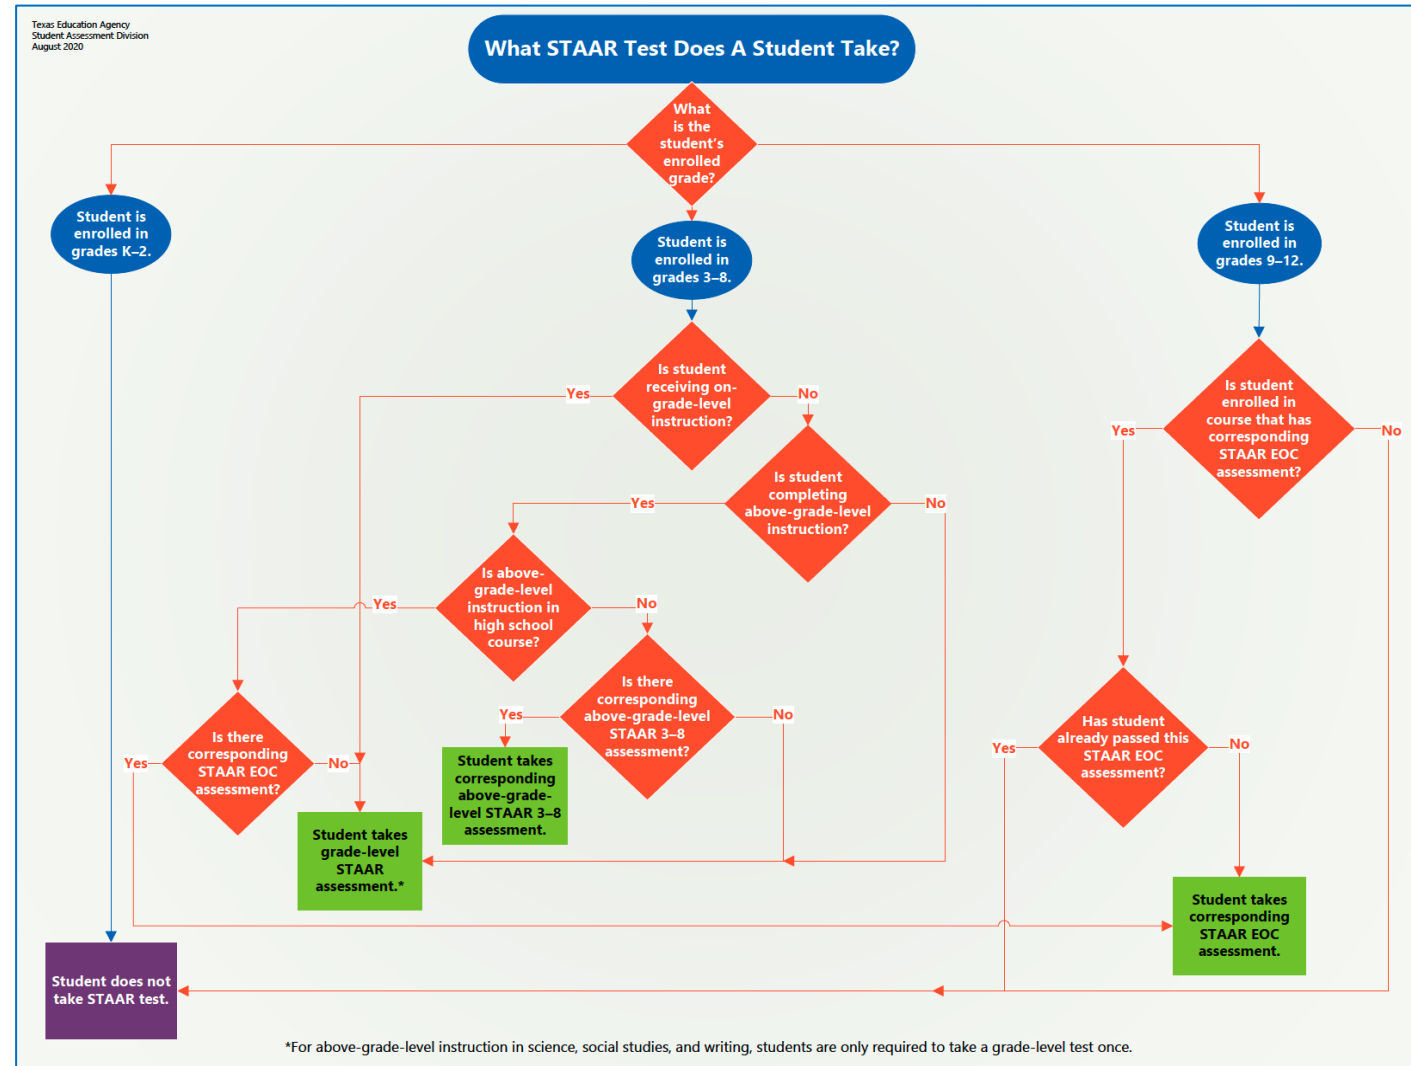 Texas Education Agency
Student Assessment Division
August 2020
What STAAR Test Does A Student Take?
What
is the
student’s
enrolled
grade?
Student is
enrolled in
grades K–2.
Student is
enrolled in
grades 3–8.
Student is
enrolled in
grades 9–12.
Is student
receiving on-
grade-level
instruction?
Yes
No
Is student
enrolled in
course that has
corresponding
STAAR EOC
assessment?
Yes
No
Is student
completing
above-grade-level
instruction?
Yes
No
Is above-
grade-level
instruction in
high school
course?
Yes
No
Is there
corresponding
above-grade-level
STAAR 3–8
assessment?
Yes
No
Is there
corresponding
STAAR EOC
assessment?
Yes
No
Has student
already passed this
STAAR EOC
assessment?
Yes
No
Student takes
corresponding
above-grade-
level STAAR 3–8
assessment.
Student takes
grade-level
STAAR
assessment.*
Student takes
corresponding
STAAR EOC
assessment.
Student does not
take STAAR test.
*For above-grade-level instruction in science, social studies, and writing, students are only required to take a grade-level test once.